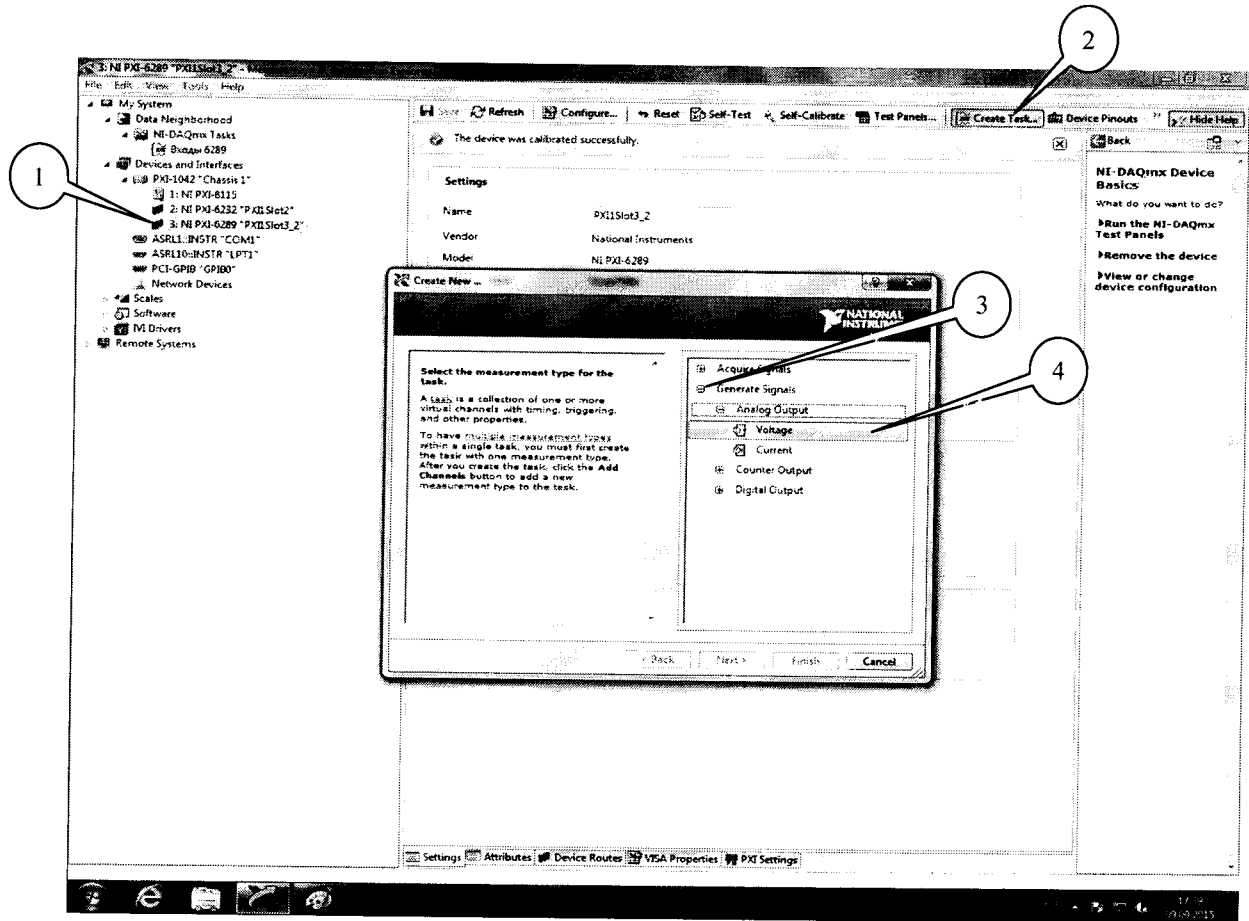 2
3: NI PXI-6289 "PXI1Slot3_2" -
File Edit View Tools Help
My System
Data Neighborhood
NI-DAQmx Tasks
Входы 6289
Devices and Interfaces
PXI-1042 "Chassis 1"
1: NI PXI-8115
2: NI PXI-6232 "PXI1Slot2"
3: NI PXI-6289 "PXI1Slot3_2"
ASRL1::INSTR "COM1"
ASRL10::INSTR "LPT1"
PCI-GPIB "GPIB0"
Network Devices
Scales
Software
IVI Drivers
Remote Systems
1
Save Refresh Configure... Reset Self-Test Self-Calibrate Test Panels... Create Task... Device Pinouts » Hide Help
The device was calibrated successfully.
Settings
Name PXI1Slot3_2
Vendor National Instruments
Model NI PXI-6289
Back
NI-DAQmx Device
Basics
What do you want to do?
Run the NI-DAQmx
Test Panels
Remove the device
View or change
device configuration
Create New ...
NATIONAL
3
4
Select the measurement type for the
task.
A task is a collection of one or more
virtual channels with timing, triggering,
and other properties.
To have multiple measurement types
within a single task, you must first create
the task with one measurement type.
After you create the task, click the Add
Channels button to add a new
measurement type to the task.
Acquire Signals
Generate Signals
Analog Output
Voltage
Current
Counter Output
Digital Output
< Back Next > Finish Cancel
Settings Attributes Device Routes VISA Properties PXI Settings
09.09.2015